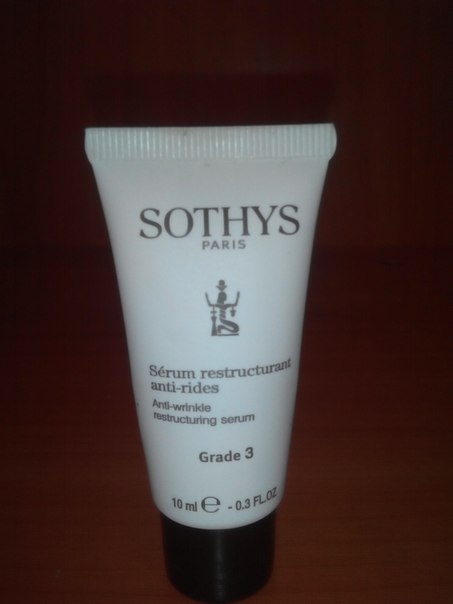 SOTHYS
PARIS
Sérum restructurant
anti-rides
Anti-wrinkle
restructuring serum
Grade 3
10 ml ℮ - 0.3 FL.OZ